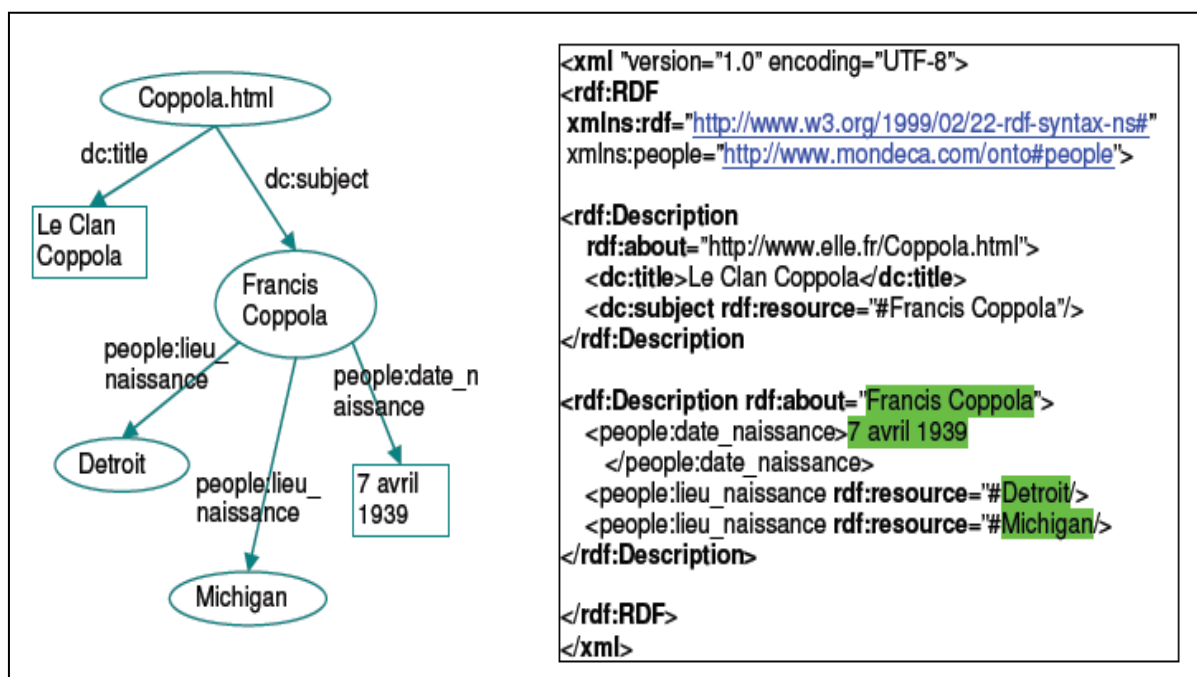 Coppola.html
dc:title
dc:subject
Le Clan
Coppola
Francis
Coppola
people:lieu_
naissance
people:date_n
aissance
Detroit
people:lieu_
naissance
7 avril
1939
Michigan
<xml "version="1.0" encoding="UTF-8">
<rdf:RDF
xmlns:rdf="http://www.w3.org/1999/02/22-rdf-syntax-ns#"
xmlns:people="http://www.mondeca.com/onto#people">
<rdf:Description
rdf:about="http://www.elle.fr/Coppola.html">
<dc:title>Le Clan Coppola</dc:title>
<dc:subject rdf:resource="#Francis Coppola"/>
</rdf:Description
<rdf:Description rdf:about="Francis Coppola">
<people:date_naissance>7 avril 1939
</people:date_naissance>
<people:lieu_naissance rdf:resource="#Detroit/>
<people:lieu_naissance rdf:resource="#Michigan/>
</rdf:Description>
</rdf:RDF>
</xml>